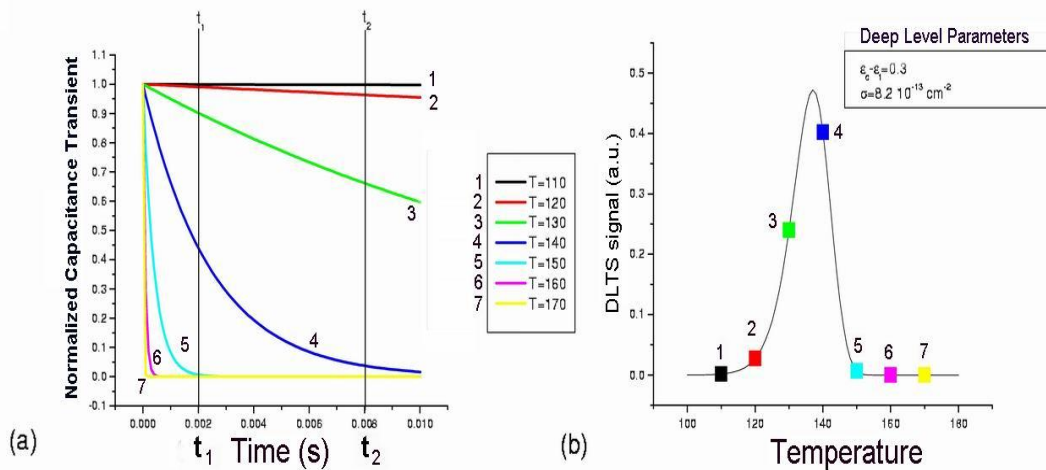 t₁
t₂
Normalized Capacitance Transient
1.1
1.0
0.9
0.8
0.7
0.6
0.5
0.4
0.3
0.2
0.1
0.0
-0.1
1
2
3
4
5
6
7
0.000
0.002
0.004
0.006
0.008
0.010
(a)
t₁ Time (s) t₂
1 T=110
2 T=120
3 T=130
4 T=140
5 T=150
6 T=160
7 T=170
Deep Level Parameters
εc-εt=0.3
σ=8.2 10⁻¹³ cm⁻²
DLTS signal (a.u.)
0.5
0.4
0.3
0.2
0.1
0.0
1
2
3
4
5
6
7
100
120
140
160
180
(b)
Temperature